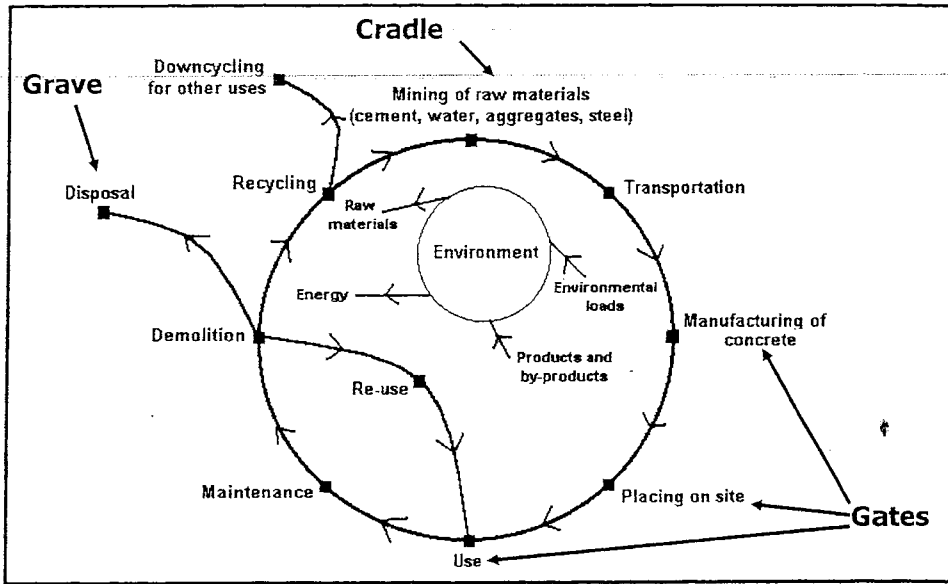 Cradle
Downcycling
for other uses
Grave
Mining of raw materials
(cement, water, aggregates, steel)
Recycling
Transportation
Disposal
Raw
materials
Environment
Environmental
loads
Energy
Manufacturing of
concrete
Demolition
Products and
by-products
Re-use
Maintenance
Placing on site
Gates
Use